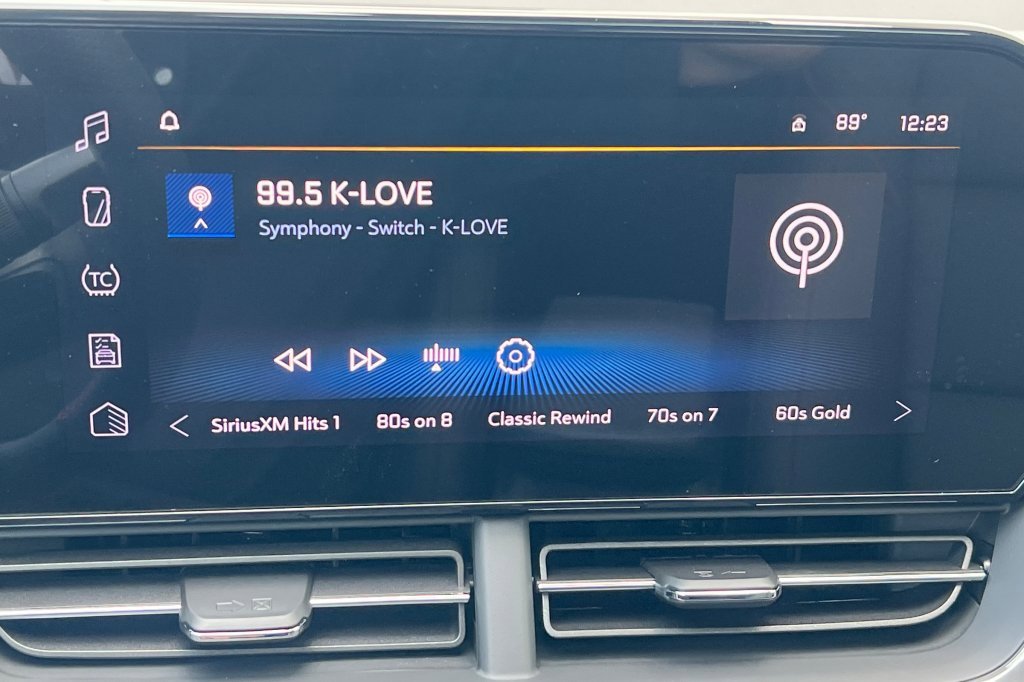 89° 12:23
99.5 K-LOVE
Symphony - Switch - K-LOVE
TC
SiriusXM Hits 1 80s on 8 Classic Rewind 70s on 7 60s Gold